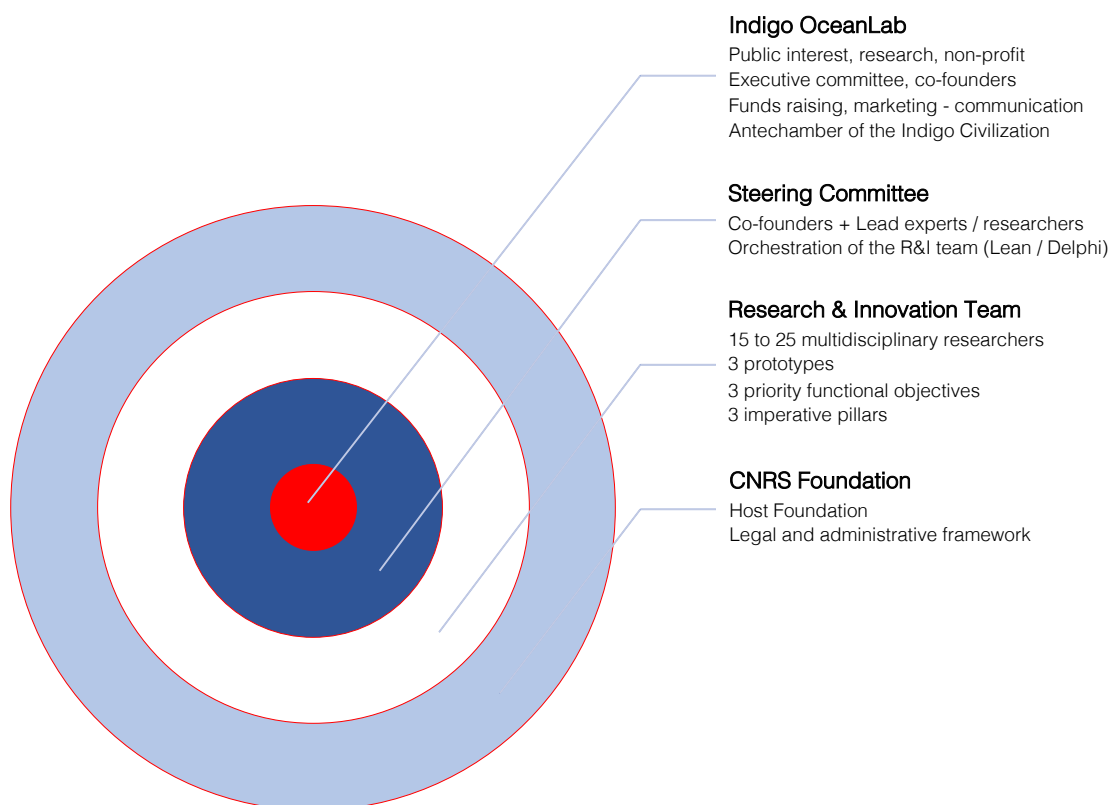 Indigo OceanLab
Public interest, research, non-profit
Executive committee, co-founders
Funds raising, marketing - communication
Antechamber of the Indigo Civilization
Steering Committee
Co-founders + Lead experts / researchers
Orchestration of the R&I team (Lean / Delphi)
Research & Innovation Team
15 to 25 multidisciplinary researchers
3 prototypes
3 priority functional objectives
3 imperative pillars
CNRS Foundation
Host Foundation
Legal and administrative framework